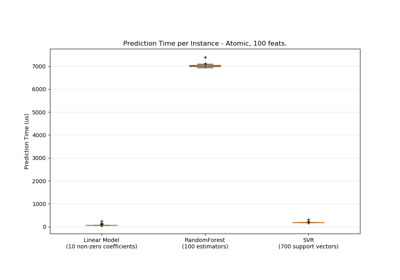 Prediction Time per Instance - Atomic, 100 feats.
7000
6000
5000
4000
3000
2000
1000
0
Prediction Time (us)
Linear Model
(10 non-zero coefficients)
RandomForest
(100 estimators)
SVR
(700 support vectors)